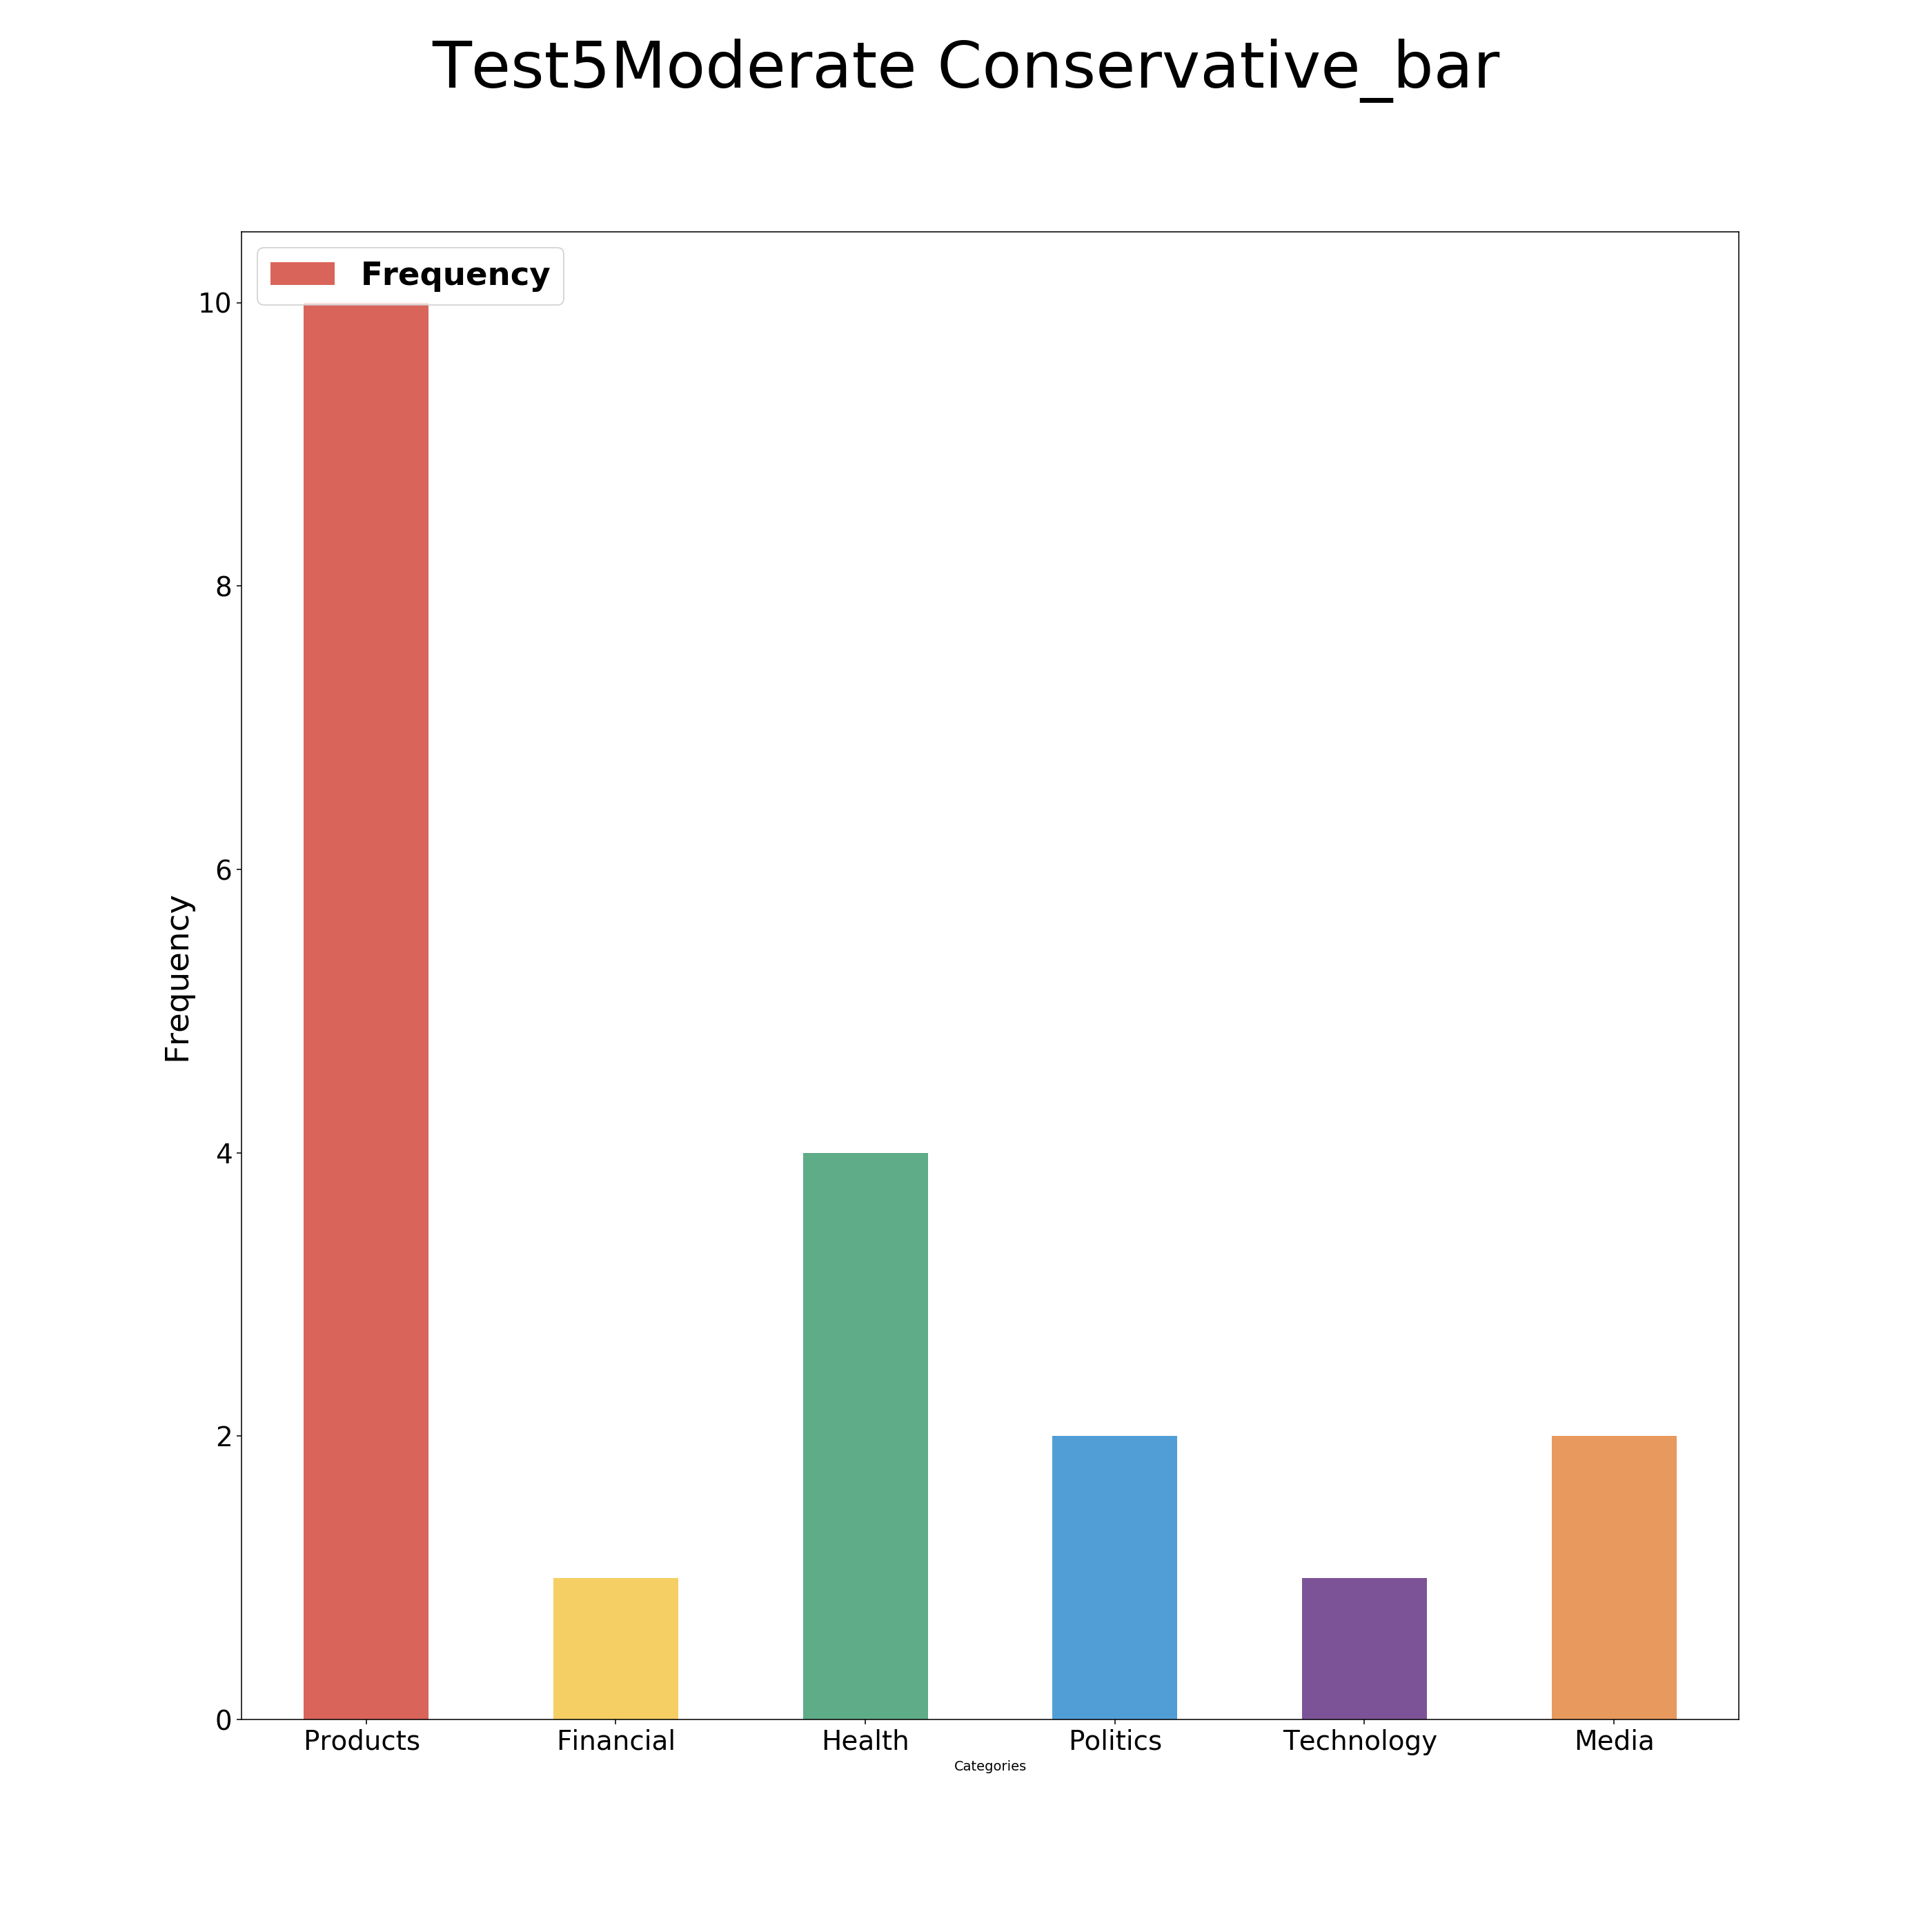 Test5Moderate Conservative_bar
Frequency
10
8
6
4
2
0
Frequency
Products Financial Health Politics Technology Media
Categories